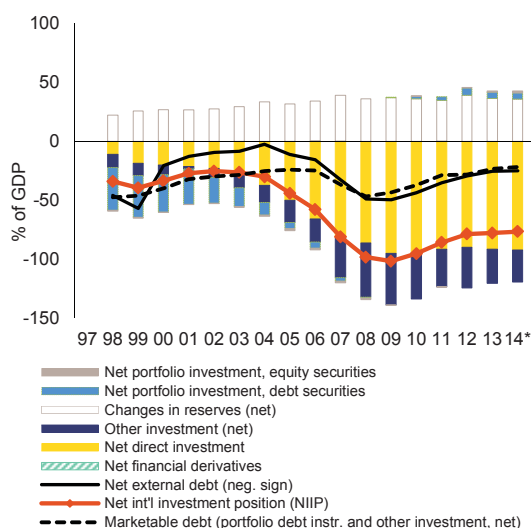 100
50
0
-50
-100
-150
% of GDP
97 98 99 00 01 02 03 04 05 06 07 08 09 10 11 12 13 14*
Net portfolio investment, equity securities
Net portfolio investment, debt securities
Changes in reserves (net)
Other investment (net)
Net direct investment
Net financial derivatives
Net external debt (neg. sign)
Net int'l investment position (NIIP)
Marketable debt (portfolio debt instr. and other investment, net)